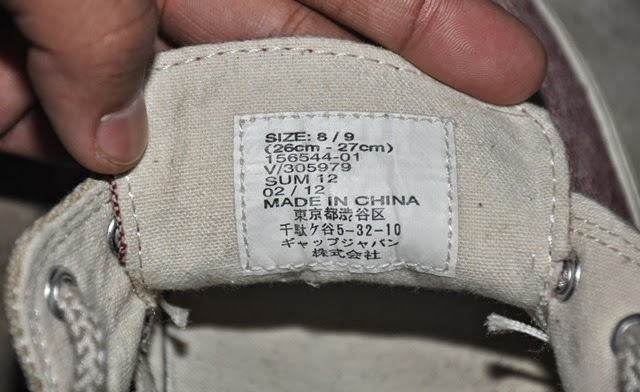 SIZE: 8 / 9
(26cm - 27cm)
156544-01
V/305979
SUM 12
02 / 12
MADE IN CHINA
東京都渋谷区
千駄ケ谷5-32-10
ギャップジャパン
株式会社